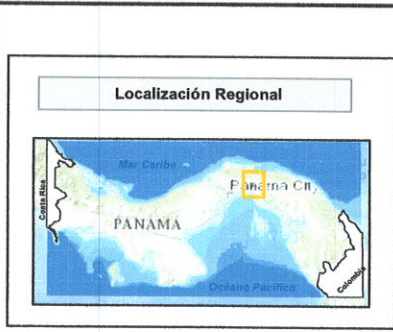 Localización Regional
Mar Caribe
Costa Rica
Panama City
PANAMA
Colombia
Océano Pacífico